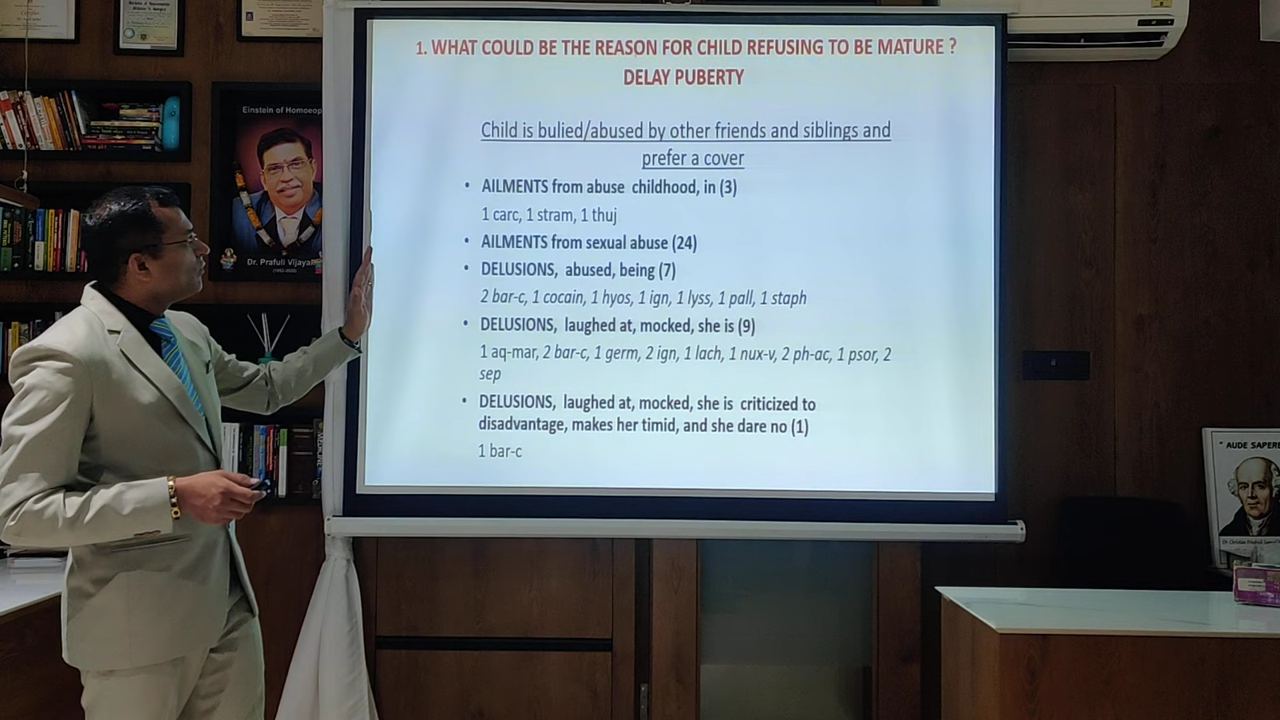 1. WHAT COULD BE THE REASON FOR CHILD REFUSING TO BE MATURE ?
DELAY PUBERTY
Child is bulied/abused by other friends and siblings and
prefer a cover
• AILMENTS from abuse childhood, in (3)
1 carc, 1 stram, 1 thuj
• AILMENTS from sexual abuse (24)
• DELUSIONS, abused, being (7)
2 bar-c, 1 cocain, 1 hyos, 1 ign, 1 lyss, 1 pall, 1 staph
• DELUSIONS, laughed at, mocked, she is (9)
1 aq-mar, 2 bar-c, 1 germ, 2 ign, 1 lach, 1 nux-v, 2 ph-ac, 1 psor, 2
sep
• DELUSIONS, laughed at, mocked, she is criticized to
disadvantage, makes her timid, and she dare no (1)
1 bar-c
Einstein of Homoeop
Dr. Prafull Vijayak
" AUDE SAPERE